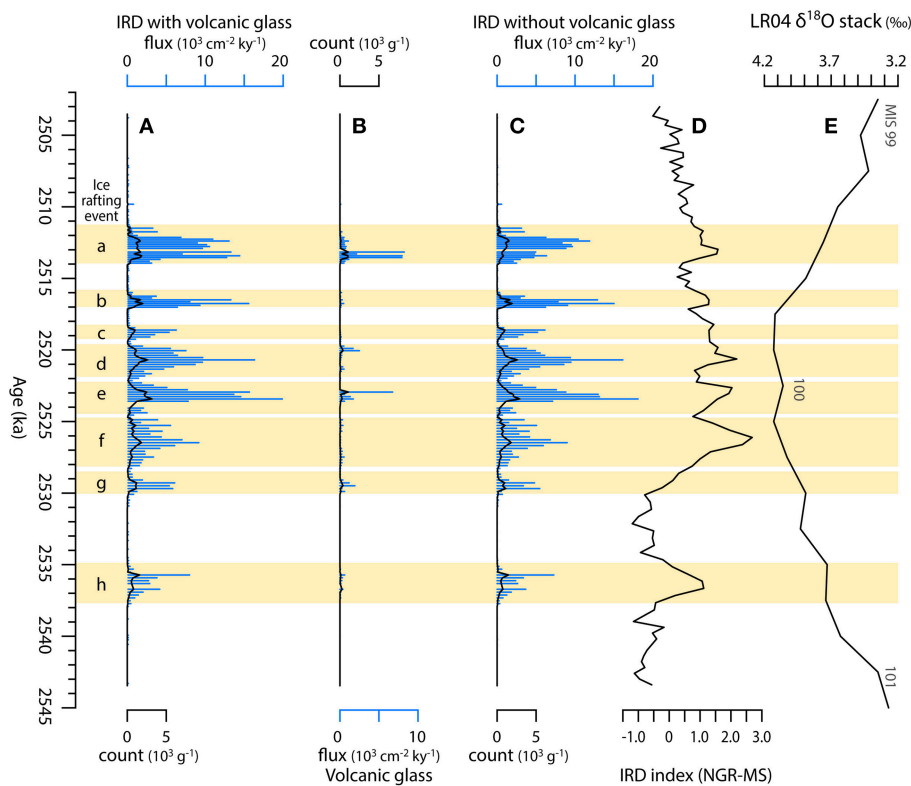 IRD with volcanic glass
flux (10³ cm⁻² ky⁻¹)
0 10 20
count (10³ g⁻¹)
0 5
IRD without volcanic glass
flux (10³ cm⁻² ky⁻¹)
0 10 20
LR04 δ¹⁸O stack (‰)
4.2 3.7 3.2
A
B
C
D
E
MIS 99
100
101
Age (ka)
2505
2510
2515
2520
2525
2530
2535
2540
2545
Ice
rafting
event
a
b
c
d
e
f
g
h
0 5
count (10³ g⁻¹)
0 5 10
flux (10³ cm⁻² ky⁻¹)
Volcanic glass
0 5
count (10³ g⁻¹)
-1.0 0 1.0 2.0 3.0
IRD index (NGR-MS)